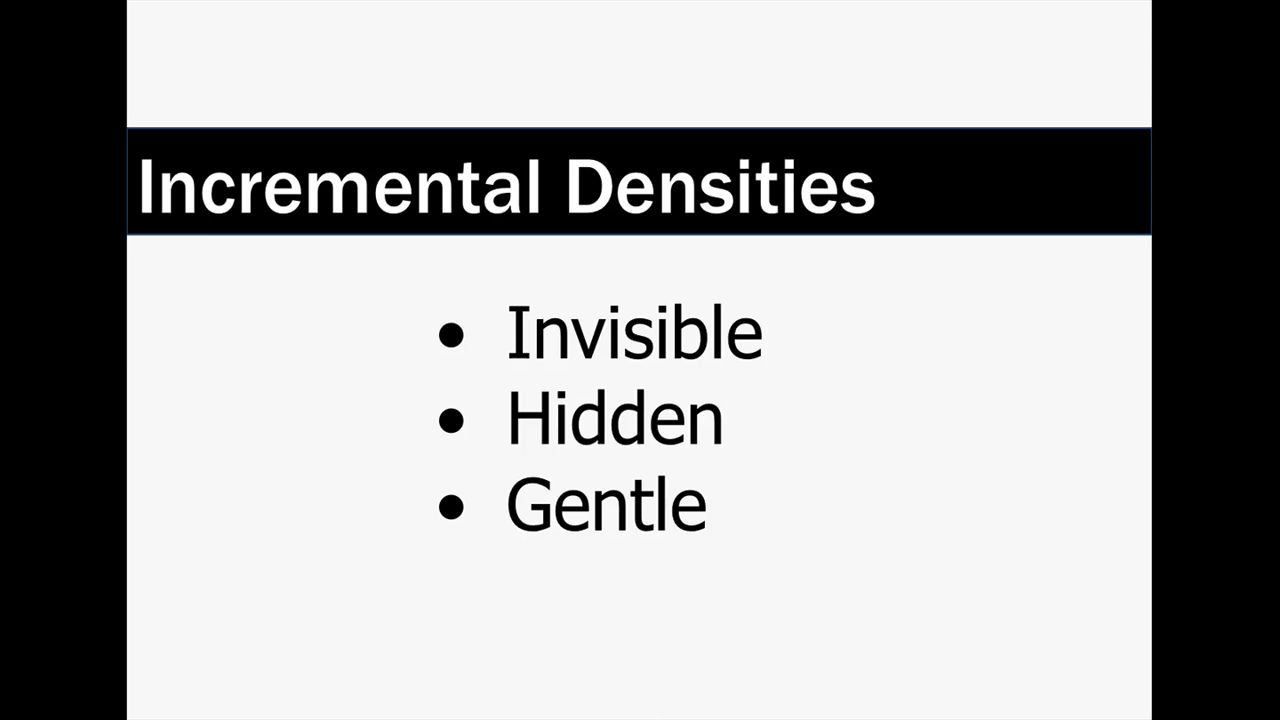 Incremental Densities
• Invisible
• Hidden
• Gentle